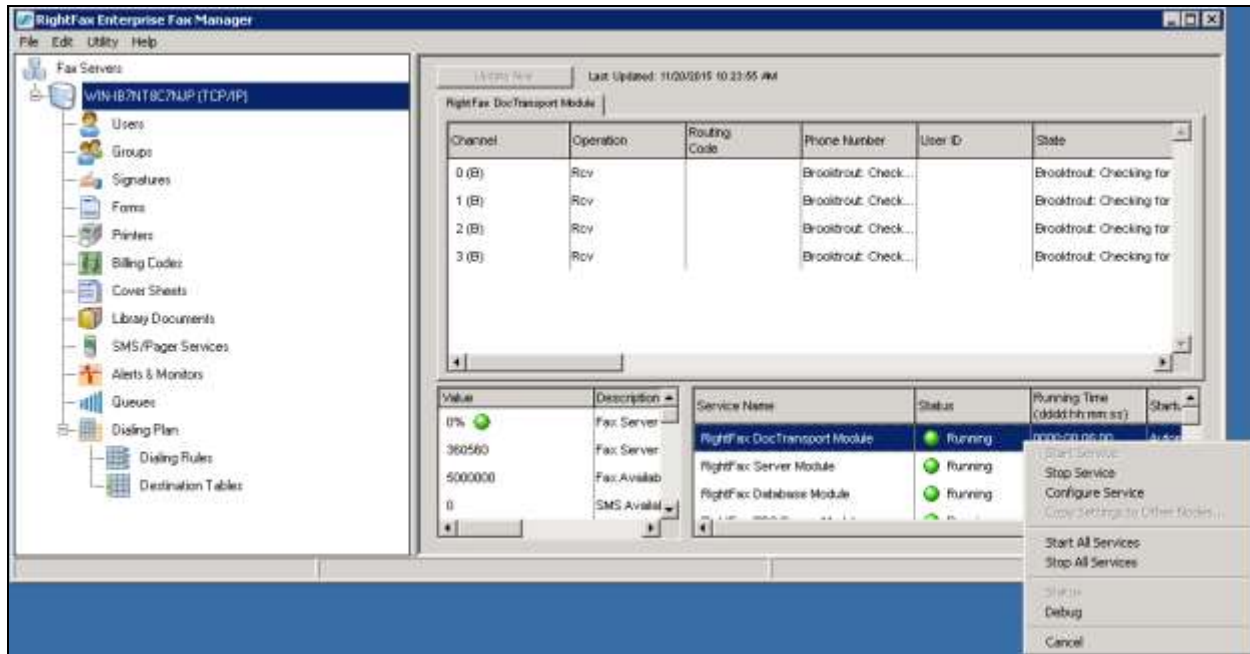 RightFax Enterprise Fax Manager
File Edit Utility Help
Fax Servers
WIN-IB7NT8C7NJP (TCP/IP)
Users
Groups
Signatures
Forms
Printers
Billing Codes
Cover Sheets
Library Documents
SMS/Pager Services
Alerts & Monitors
Queues
Dialing Plan
Dialing Rules
Destination Tables
Last Updated: 11/20/2015 10:23:55 AM
RightFax DocTransport Module
Channel Operation Routing Code Phone Number User ID State
0 (B) Rcv Brooktrout: Check... Brooktrout: Checking for
1 (B) Rcv Brooktrout: Check... Brooktrout: Checking for
2 (B) Rcv Brooktrout: Check... Brooktrout: Checking for
3 (B) Rcv Brooktrout: Check... Brooktrout: Checking for
Value Description
0% Fax Server
360560 Fax Server
5000000 Fax Availab
0 SMS Availal
Service Name Status Running Time (dddd:hh:mm:ss) Start
RightFax DocTransport Module Running 0000:00:06:00 Autom
RightFax Server Module Running
RightFax Database Module Running
Start Service
Stop Service
Configure Service
Copy Settings to Other Nodes...
Start All Services
Stop All Services
Status
Debug
Cancel